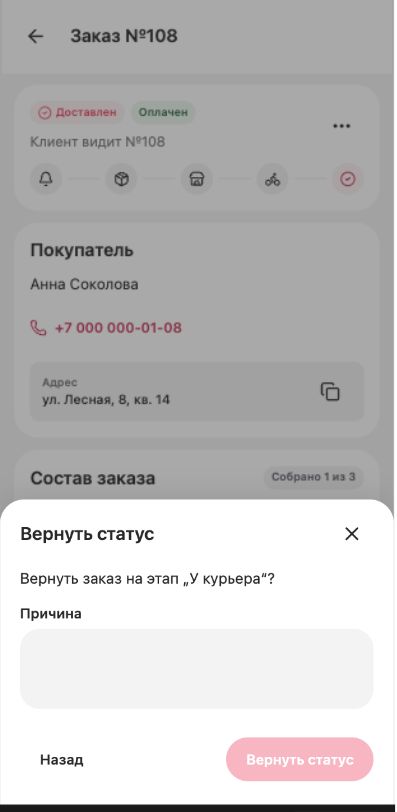 Заказ №108
Доставлен
Оплачен
Клиент видит №108
Покупатель
Анна Соколова
+7 000 000-01-08
Адрес
ул. Лесная, 8, кв. 14
Состав заказа
Собрано 1 из 3
Вернуть статус
Вернуть заказ на этап „У курьера“?
Причина
Назад
Вернуть статус